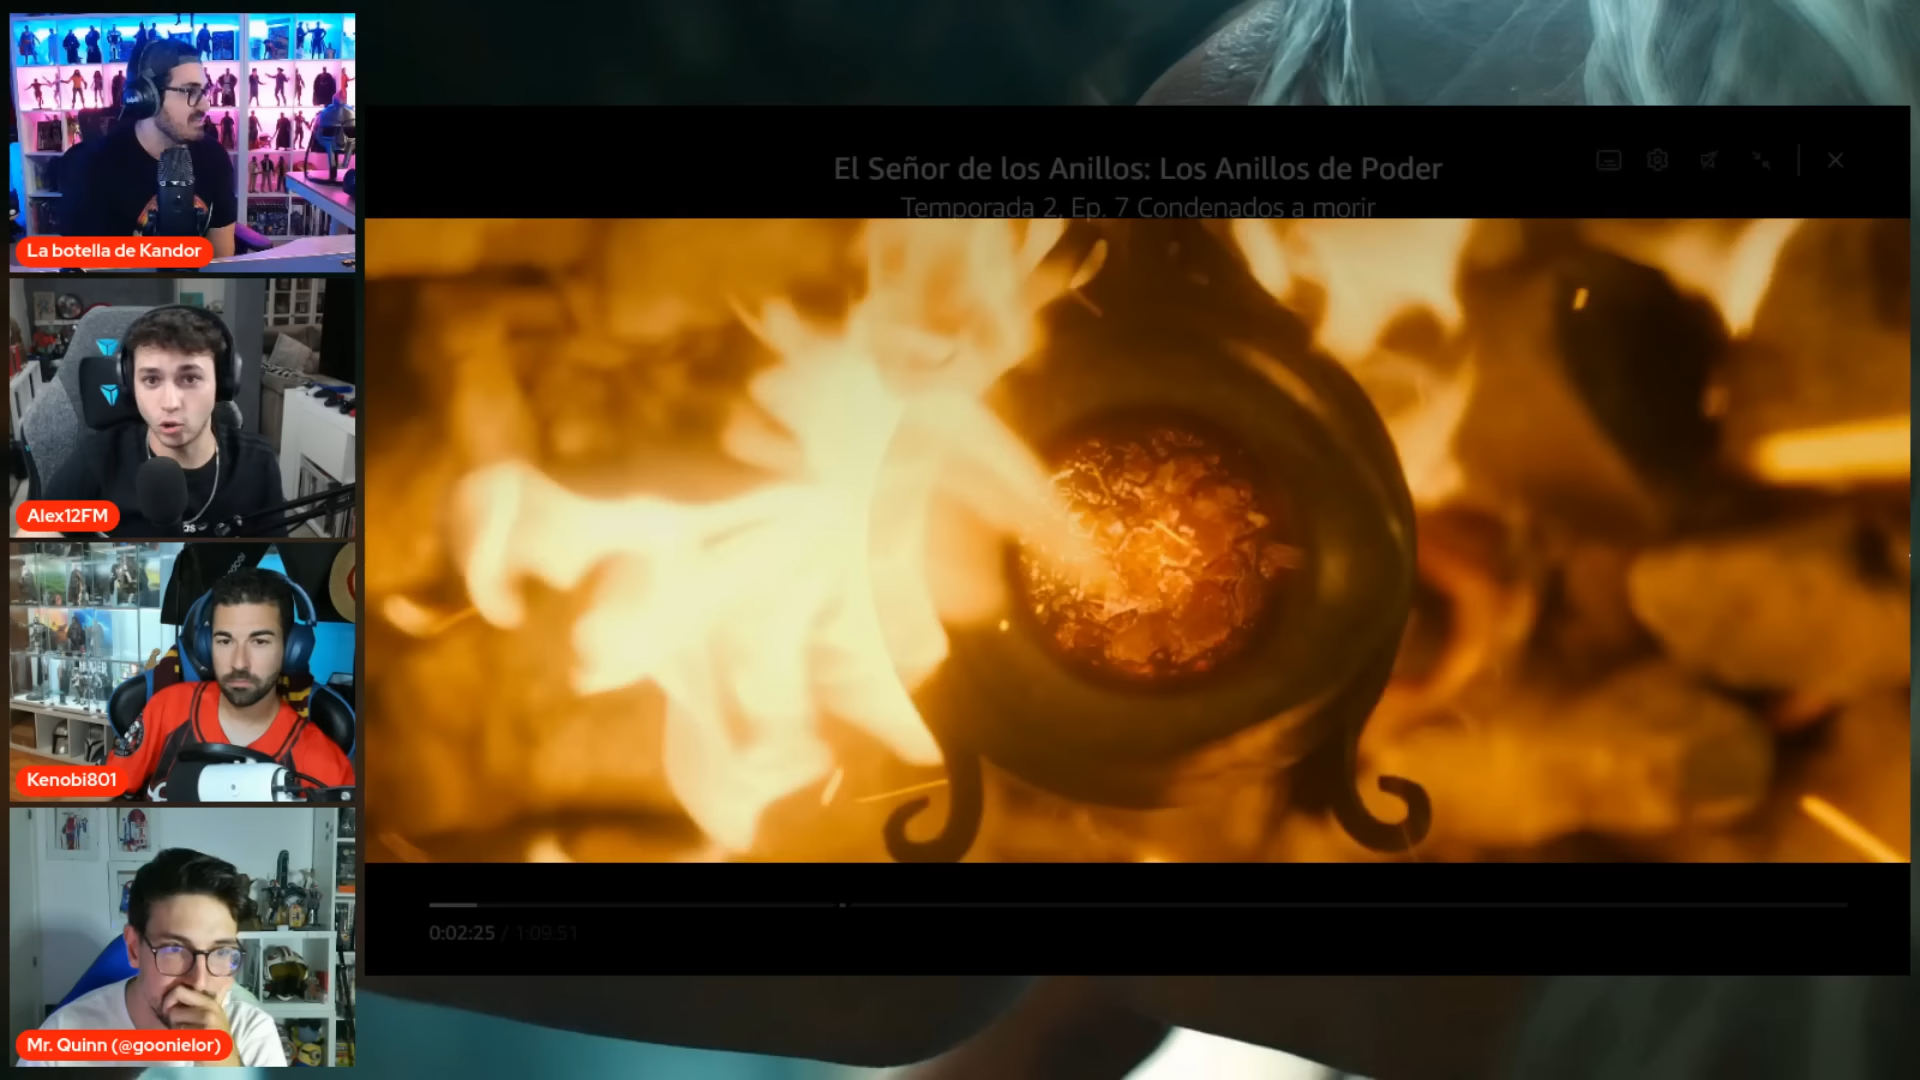 El Señor de los Anillos: Los Anillos de Poder
Temporada 2, Ep. 7 Condenados a morir
La botella de Kandor
Alex12FM
Kenobi801
Mr. Quinn (@goonielor)
0:02:25 / 1:09:51